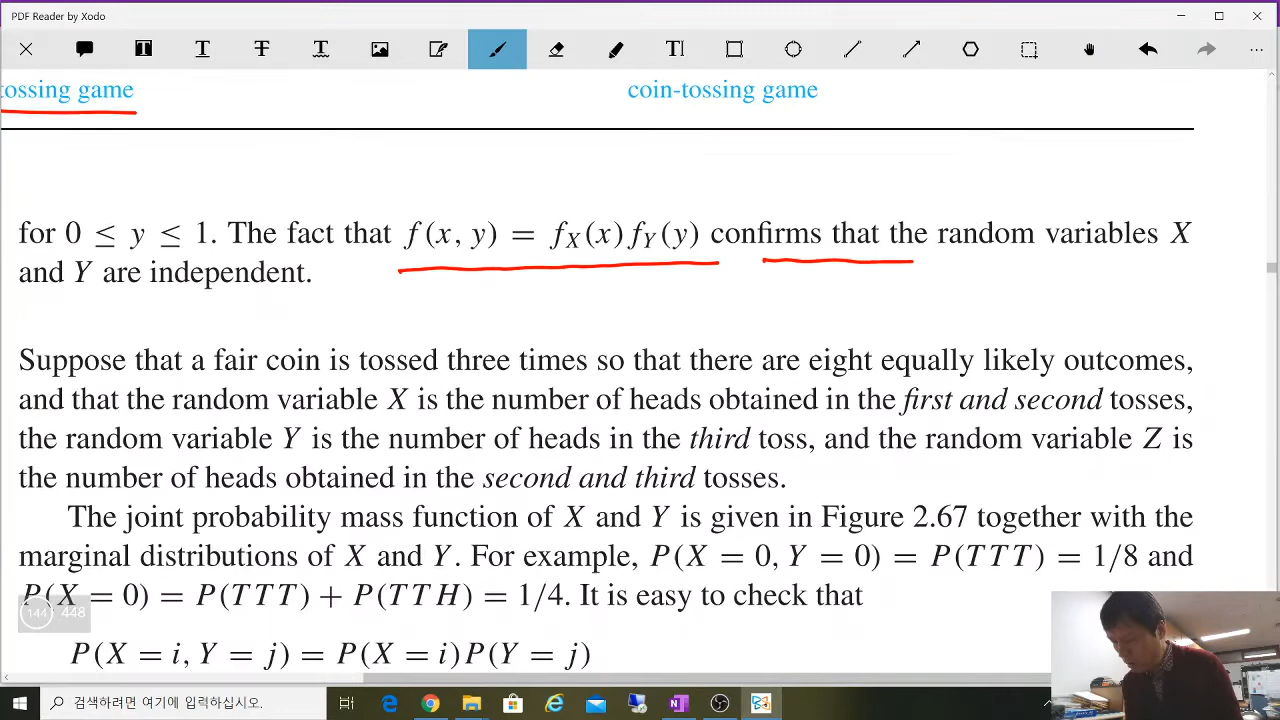 PDF Reader by Xodo
tossing game
coin-tossing game
for 0 ≤ y ≤ 1. The fact that f(x, y) = f_X(x) f_Y(y) confirms that the random variables X
and Y are independent.
Suppose that a fair coin is tossed three times so that there are eight equally likely outcomes,
and that the random variable X is the number of heads obtained in the first and second tosses,
the random variable Y is the number of heads in the third toss, and the random variable Z is
the number of heads obtained in the second and third tosses.
The joint probability mass function of X and Y is given in Figure 2.67 together with the
marginal distributions of X and Y. For example, P(X = 0, Y = 0) = P(TTT) = 1/8 and
P(X = 0) = P(TTT) + P(TTH) = 1/4. It is easy to check that
144 448
P(X = i, Y = j) = P(X = i)P(Y = j)
검색하려면 여기에 입력하십시오.